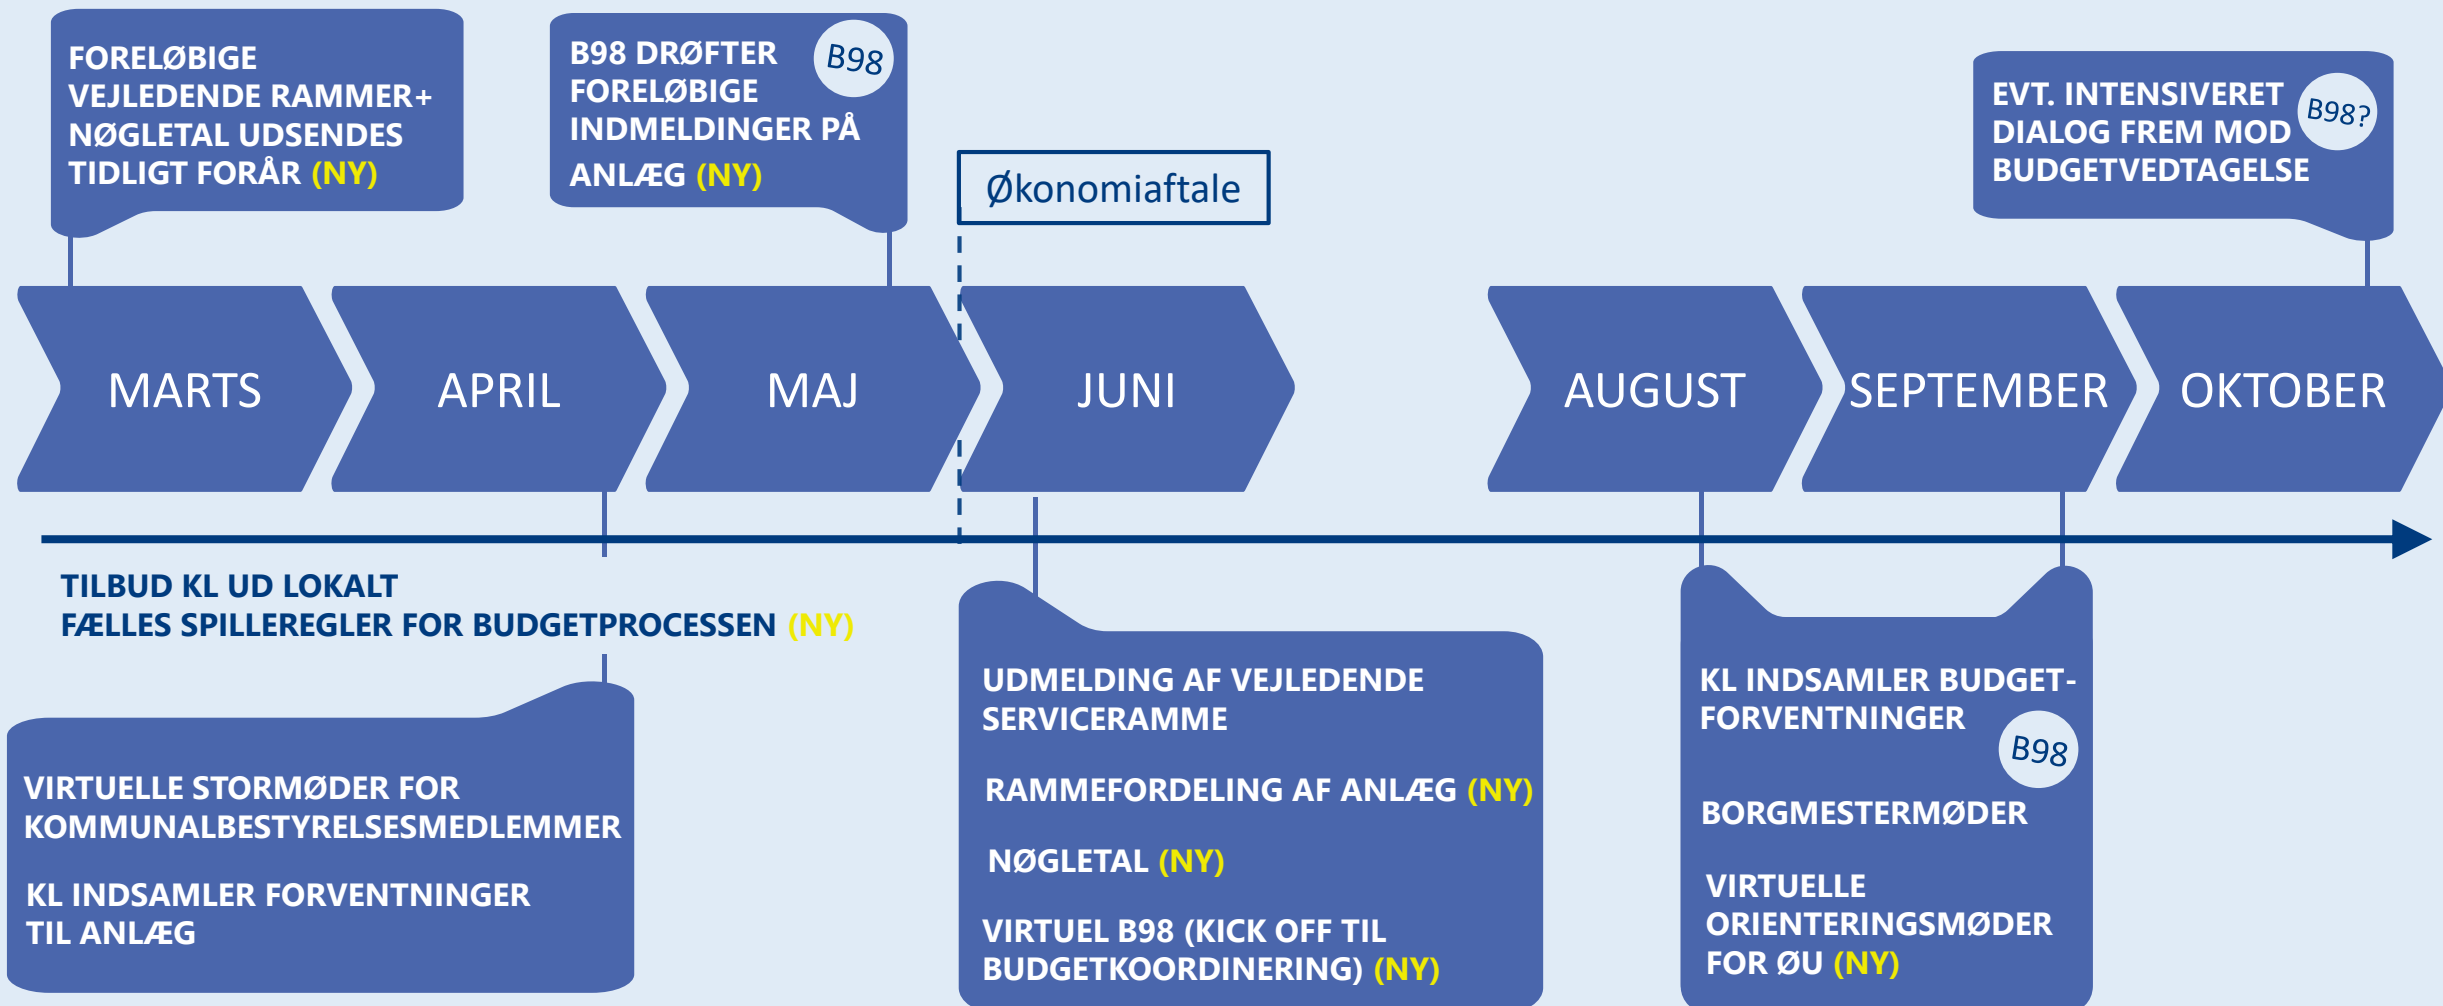 FORELØBIGE
VEJLEDENDE RAMMER+
NØGLETAL UDSENDES
TIDLIGT FORÅR (NY)
B98 DRØFTER
FORELØBIGE
INDMELDINGER PÅ
ANLÆG (NY)
B98
Økonomiaftale
EVT. INTENSIVERET
DIALOG FREM MOD
BUDGETVEDTAGELSE
B98?
MARTS
APRIL
MAJ
JUNI
AUGUST
SEPTEMBER
OKTOBER
TILBUD KL UD LOKALT
FÆLLES SPILLEREGLER FOR BUDGETPROCESSEN (NY)
VIRTUELLE STORMØDER FOR
KOMMUNALBESTYRELSESMEDLEMMER
KL INDSAMLER FORVENTNINGER
TIL ANLÆG
UDMELDING AF VEJLEDENDE
SERVICERAMME
RAMMEFORDELING AF ANLÆG (NY)
NØGLETAL (NY)
VIRTUEL B98 (KICK OFF TIL
BUDGETKOORDINERING) (NY)
KL INDSAMLER BUDGET-
FORVENTNINGER
B98
BORGMESTERMØDER
VIRTUELLE
ORIENTERINGSMØDER
FOR ØU (NY)